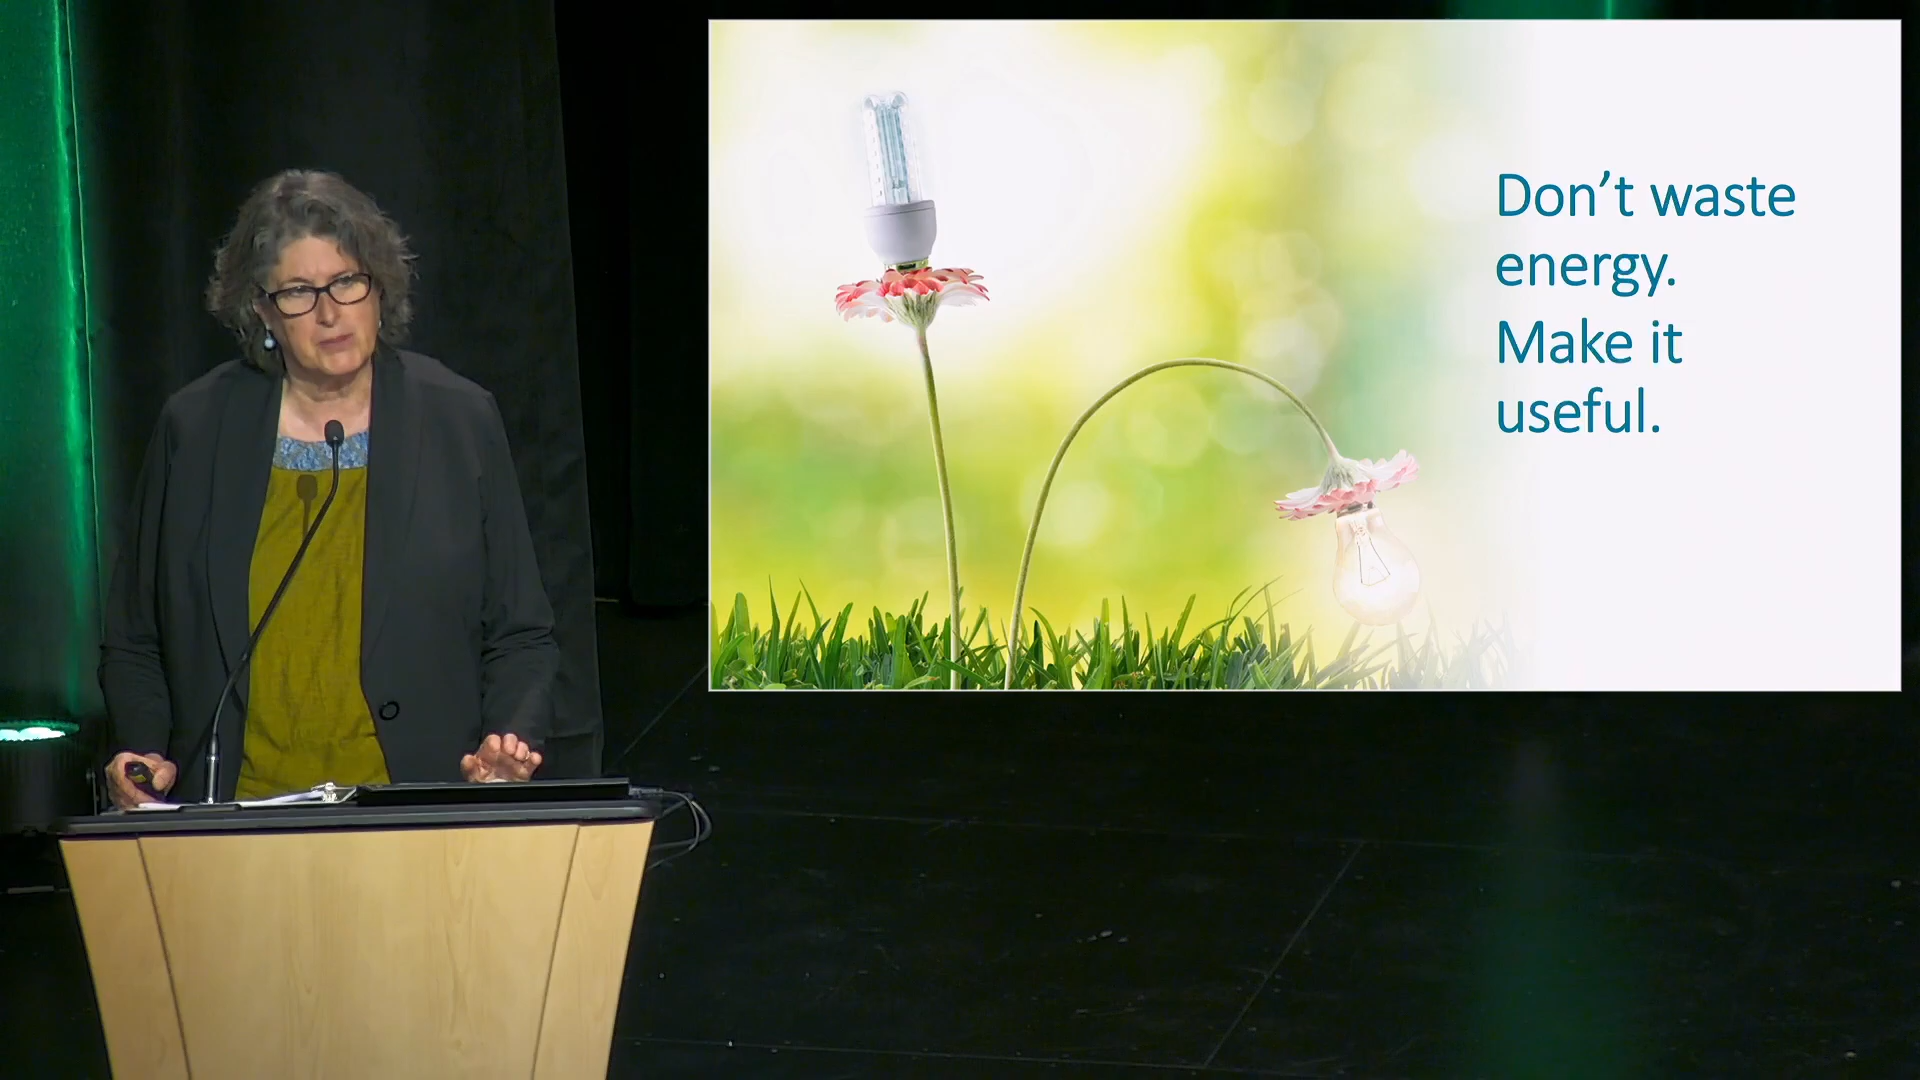 Don’t waste
energy.
Make it
useful.